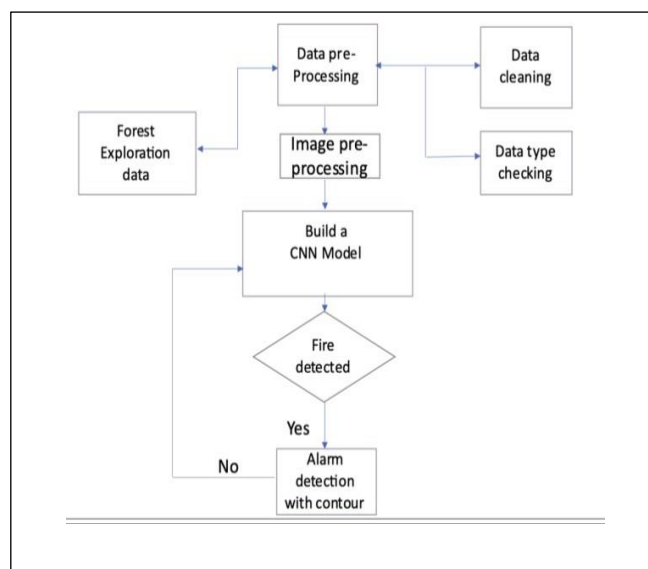 Data pre-
Processing
Data
cleaning
Forest
Exploration
data
Image pre-
processing
Data type
checking
Build a
CNN Model
Fire
detected
Yes
No
Alarm
detection
with contour